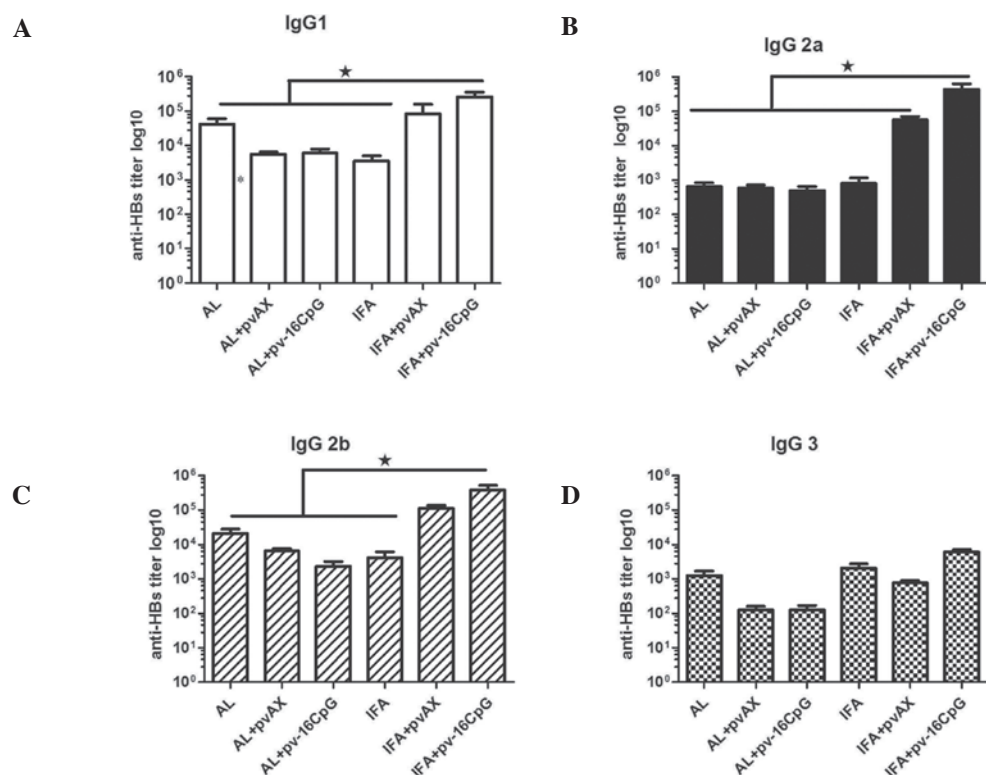 A
IgG1
anti-HBs titer log10
10⁶
10⁵
10⁴
10³
10²
10¹
10⁰
★
*
AL
AL+pvAX
AL+pv-16CpG
IFA
IFA+pvAX
IFA+pv-16CpG
B
IgG 2a
anti-HBs titer log10
10⁶
10⁵
10⁴
10³
10²
10¹
10⁰
★
AL
AL+pvAX
AL+pv-16CpG
IFA
IFA+pvAX
IFA+pv-16CpG
C
IgG 2b
anti-HBs titer log10
10⁶
10⁵
10⁴
10³
10²
10¹
10⁰
★
AL
AL+pvAX
AL+pv-16CpG
IFA
IFA+pvAX
IFA+pv-16CpG
D
IgG 3
anti-HBs titer log10
10⁶
10⁵
10⁴
10³
10²
10¹
10⁰
AL
AL+pvAX
AL+pv-16CpG
IFA
IFA+pvAX
IFA+pv-16CpG